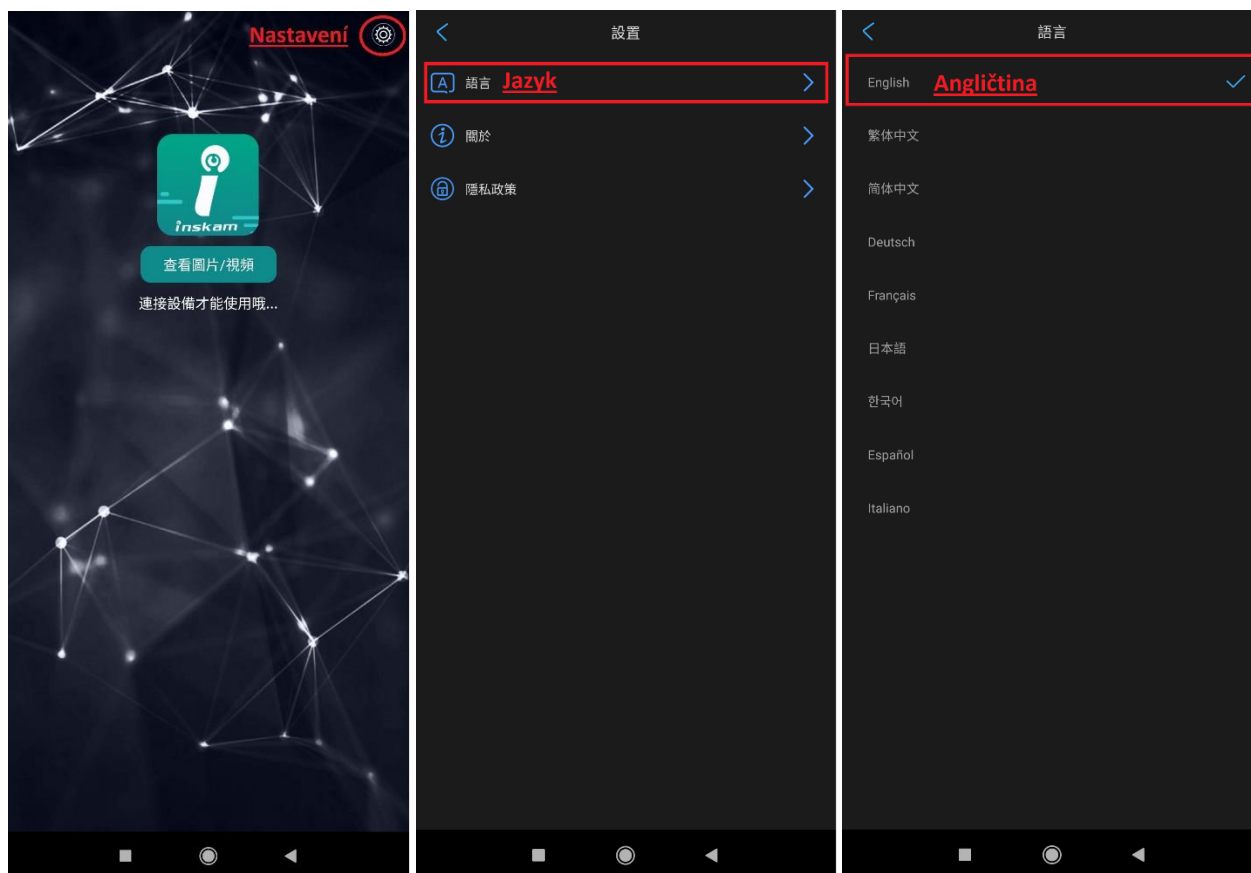 Nastavení
inskam
查看圖片/視頻
連接設備才能使用哦...
設置
語言 Jazyk
關於
隱私政策
語言
English Angličtina
繁体中文
简体中文
Deutsch
Français
日本語
한국어
Español
Italiano